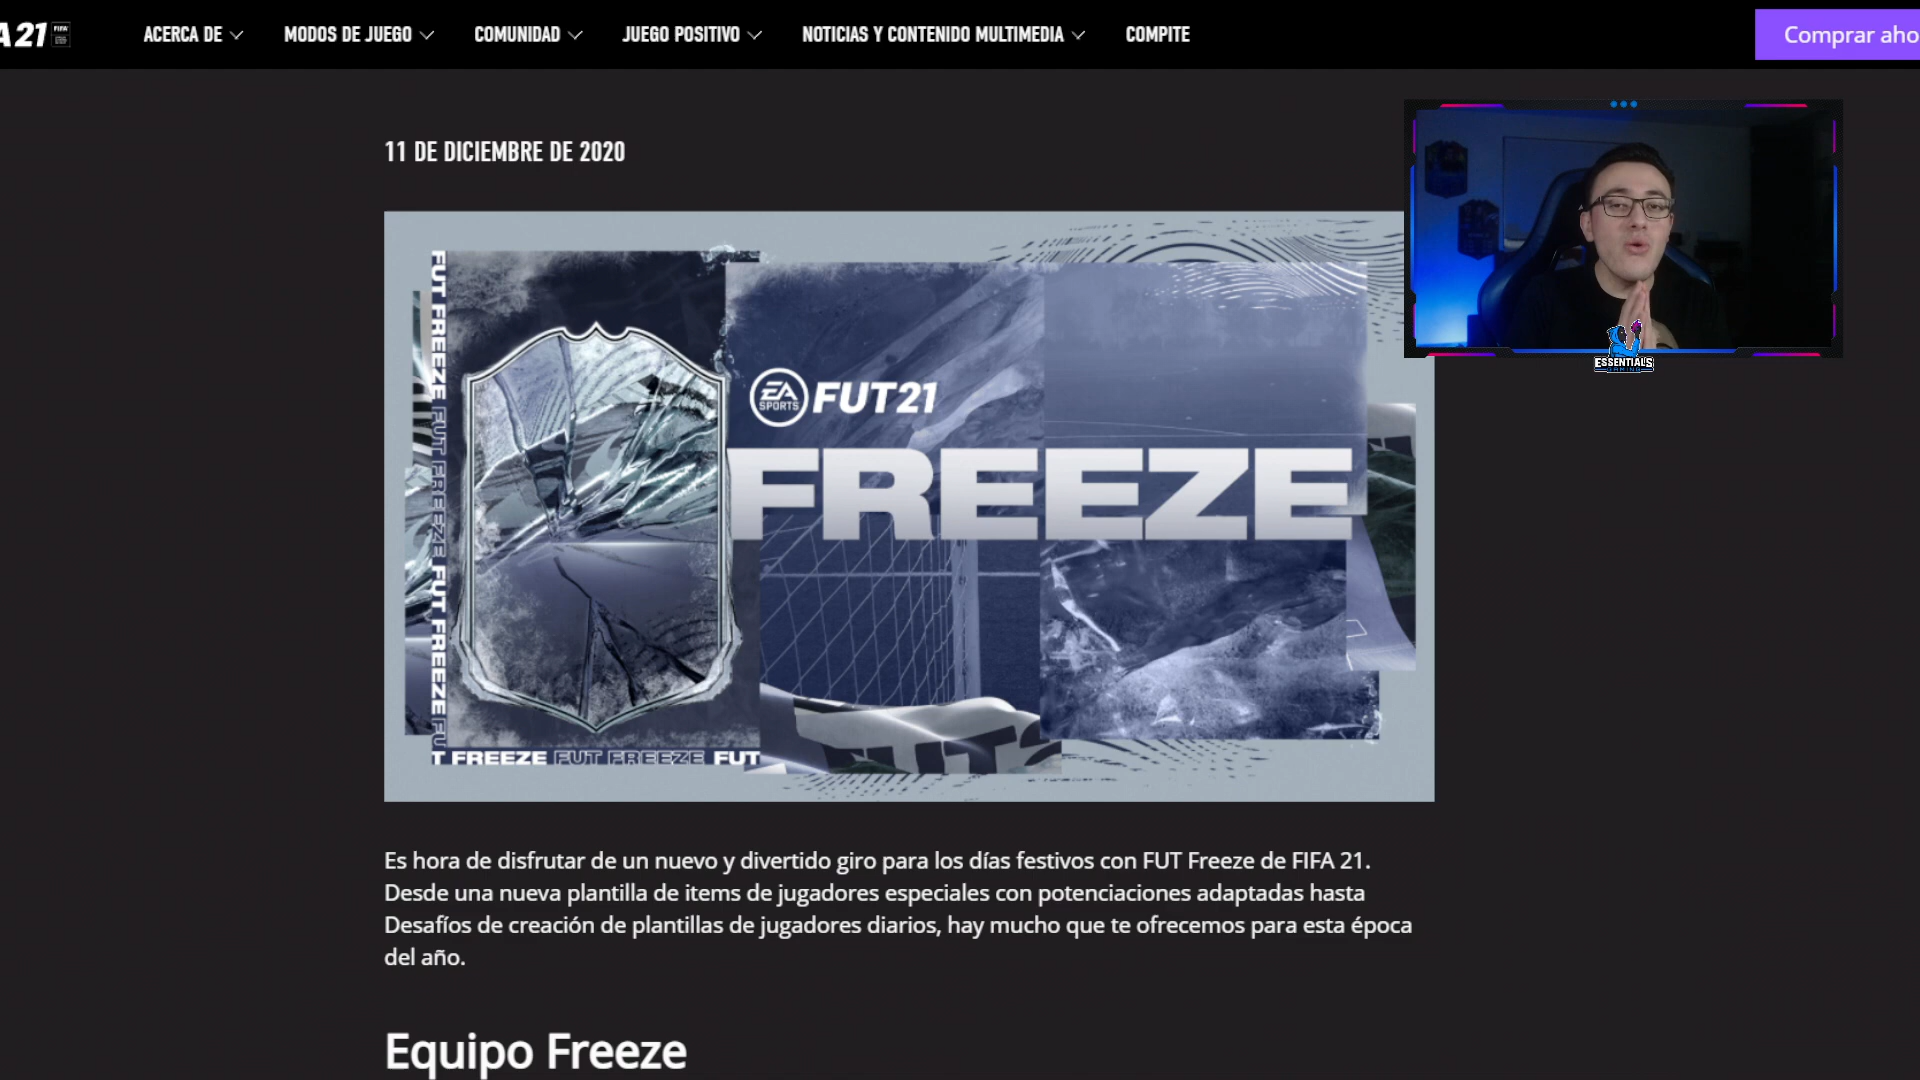 A 21 FIFA
ACERCA DE
MODOS DE JUEGO
COMUNIDAD
JUEGO POSITIVO
NOTICIAS Y CONTENIDO MULTIMEDIA
COMPITE
Comprar aho
11 DE DICIEMBRE DE 2020
FUT FREEZE FUT FREEZE FUT FREEZE FU
EA SPORTS FUT21
FREEZE
T FREEZE FUT FREEZE FUT
ESSENTIALS
GAMING
Es hora de disfrutar de un nuevo y divertido giro para los días festivos con FUT Freeze de FIFA 21.
Desde una nueva plantilla de items de jugadores especiales con potenciaciones adaptadas hasta
Desafíos de creación de plantillas de jugadores diarios, hay mucho que te ofrecemos para esta época
del año.
Equipo Freeze